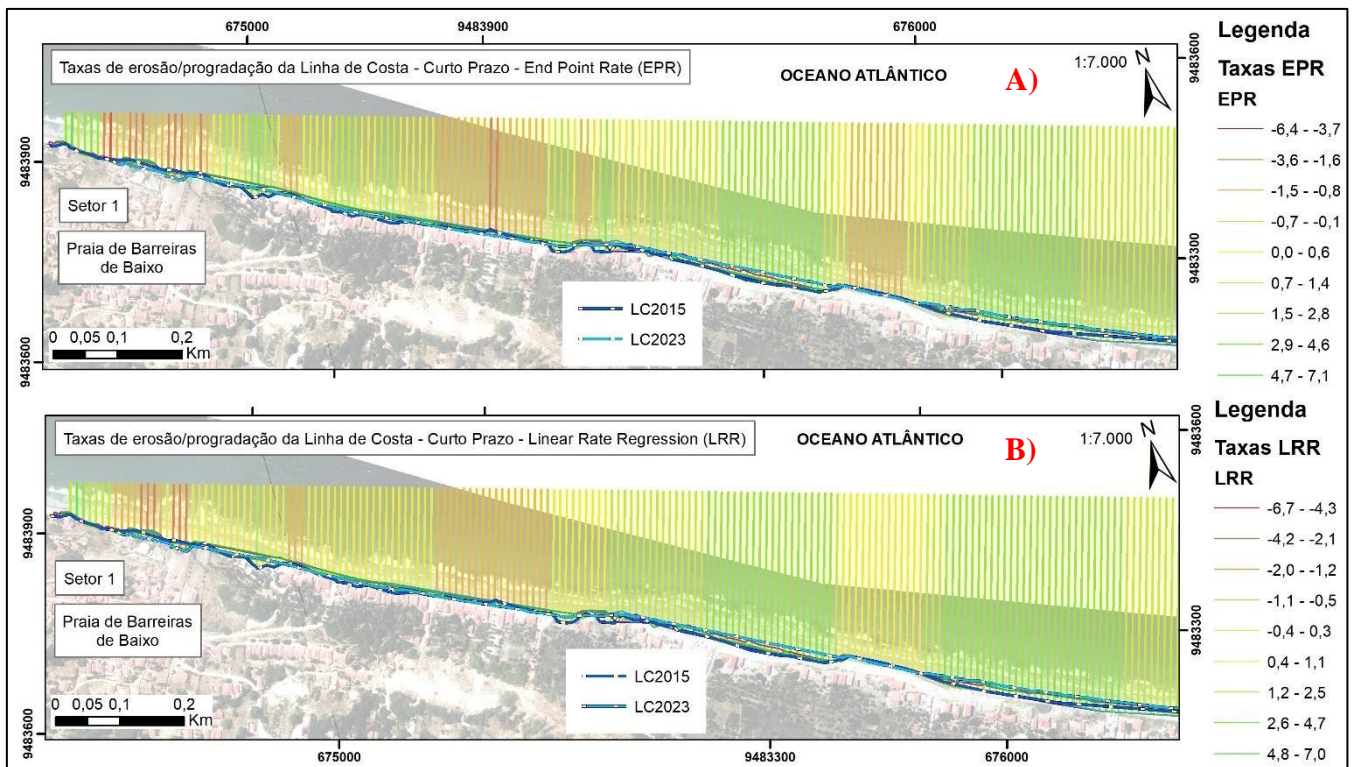 675000
9483900
676000
Taxas de erosão/progradação da Linha de Costa - Curto Prazo - End Point Rate (EPR)
OCEANO ATLÂNTICO
A)
1:7.000
N
9483600
9483900
Setor 1
Praia de Barreiras
de Baixo
0 0,05 0,1 0,2
Km
LC2015
LC2023
9483300
9483600
Legenda
Taxas EPR
EPR
-6,4 - -3,7
-3,6 - -1,6
-1,5 - -0,8
-0,7 - -0,1
0,0 - 0,6
0,7 - 1,4
1,5 - 2,8
2,9 - 4,6
4,7 - 7,1
Taxas de erosão/progradação da Linha de Costa - Curto Prazo - Linear Rate Regression (LRR)
OCEANO ATLÂNTICO
B)
1:7.000
N
9483600
9483900
Setor 1
Praia de Barreiras
de Baixo
0 0,05 0,1 0,2
Km
LC2015
LC2023
9483300
9483600
675000
9483300
676000
Legenda
Taxas LRR
LRR
-6,7 - -4,3
-4,2 - -2,1
-2,0 - -1,2
-1,1 - -0,5
-0,4 - 0,3
0,4 - 1,1
1,2 - 2,5
2,6 - 4,7
4,8 - 7,0